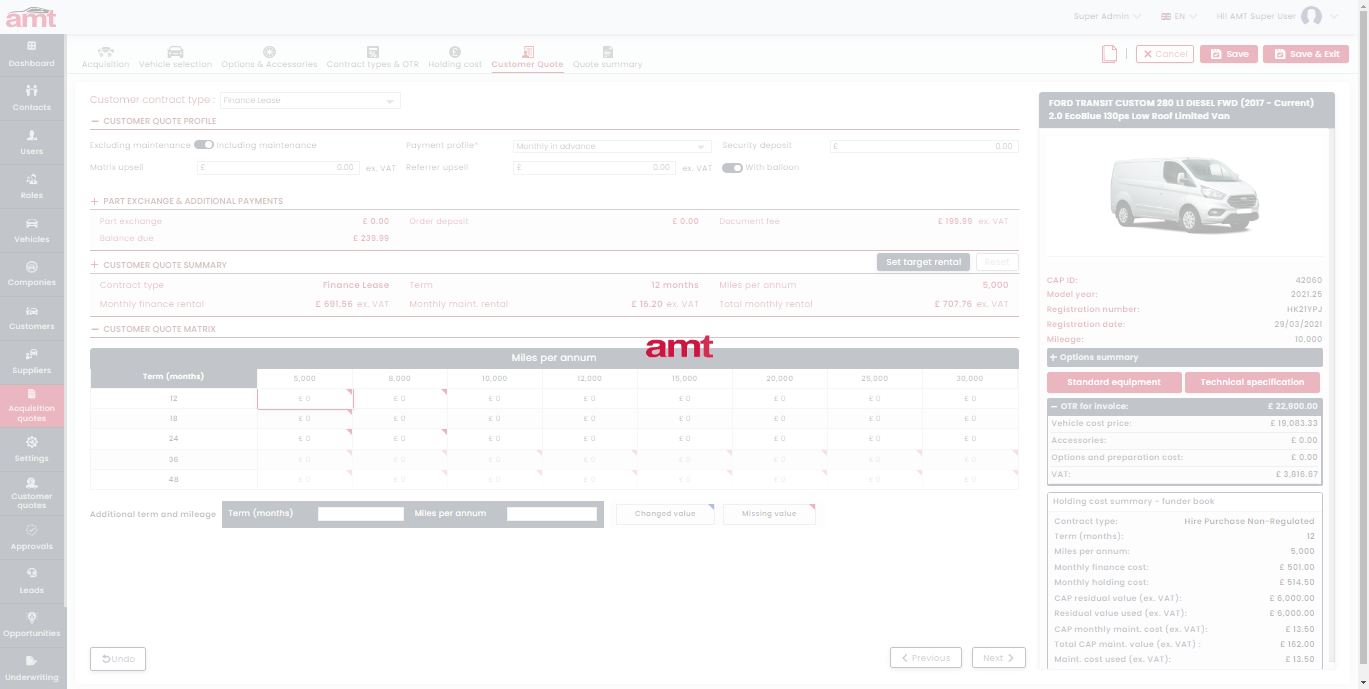 amt
Super Admin
EN
Hi! AMT Super User
Dashboard
Contacts
Users
Roles
Vehicles
Companies
Customers
Suppliers
Acquisition
quotes
Settings
Customer
quotes
Approvals
Leads
Opportunities
Underwriting
Acquisition
Vehicle selection
Options & Accessories
Contract types & OTR
Holding cost
Customer Quote
Quote summary
Cancel
Save
Save & Exit
Customer contract type :
Finance Lease
CUSTOMER QUOTE PROFILE
Excluding maintenance
Including maintenance
Payment profile*
Monthly in advance
Security deposit
£ 0.00
Matrix upsell
£ 0.00 ex. VAT
Referrer upsell
£ 0.00 ex. VAT
With balloon
PART EXCHANGE & ADDITIONAL PAYMENTS
Part exchange £ 0.00
Order deposit £ 0.00
Document fee £ 199.99 ex. VAT
Balance due £ 239.99
CUSTOMER QUOTE SUMMARY
Set target rental
Reset
Contract type Finance Lease
Term 12 months
Miles per annum 5,000
Monthly finance rental £ 691.56 ex. VAT
Monthly maint. rental £ 16.20 ex. VAT
Total monthly rental £ 707.76 ex. VAT
CUSTOMER QUOTE MATRIX
amt
Miles per annum
Term (months)
5,000 8,000 10,000 12,000 15,000 20,000 25,000 30,000
12 £ 0 £ 0 £ 0 £ 0 £ 0 £ 0 £ 0 £ 0
18 £ 0 £ 0 £ 0 £ 0 £ 0 £ 0 £ 0 £ 0
24 £ 0 £ 0 £ 0 £ 0 £ 0 £ 0 £ 0 £ 0
36 £ 0 £ 0 £ 0 £ 0 £ 0 £ 0 £ 0 £ 0
48 £ 0 £ 0 £ 0 £ 0 £ 0 £ 0 £ 0 £ 0
Additional term and mileage
Term (months)
Miles per annum
Changed value
Missing value
Undo
Previous
Next
FORD TRANSIT CUSTOM 280 L1 DIESEL FWD (2017 - Current)
2.0 EcoBlue 130ps Low Roof Limited Van
CAP ID: 42060
Model year: 2021.25
Registration number: HK21YPJ
Registration date: 29/03/2021
Mileage: 10,000
Options summary
Standard equipment
Technical specification
OTR for invoice: £ 22,900.00
Vehicle cost price: £ 19,083.33
Accessories: £ 0.00
Options and preparation cost: £ 0.00
VAT: £ 3,816.67
Holding cost summary - funder book
Contract type: Hire Purchase Non-Regulated
Term (months): 12
Miles per annum: 5,000
Monthly finance cost: £ 501.00
Monthly holding cost: £ 514.50
CAP residual value (ex. VAT): £ 6,000.00
Residual value used (ex. VAT): £ 6,000.00
CAP monthly maint. cost (ex. VAT): £ 13.50
Total CAP maint. value (ex. VAT) : £ 162.00
Maint. cost used (ex. VAT): £ 13.50